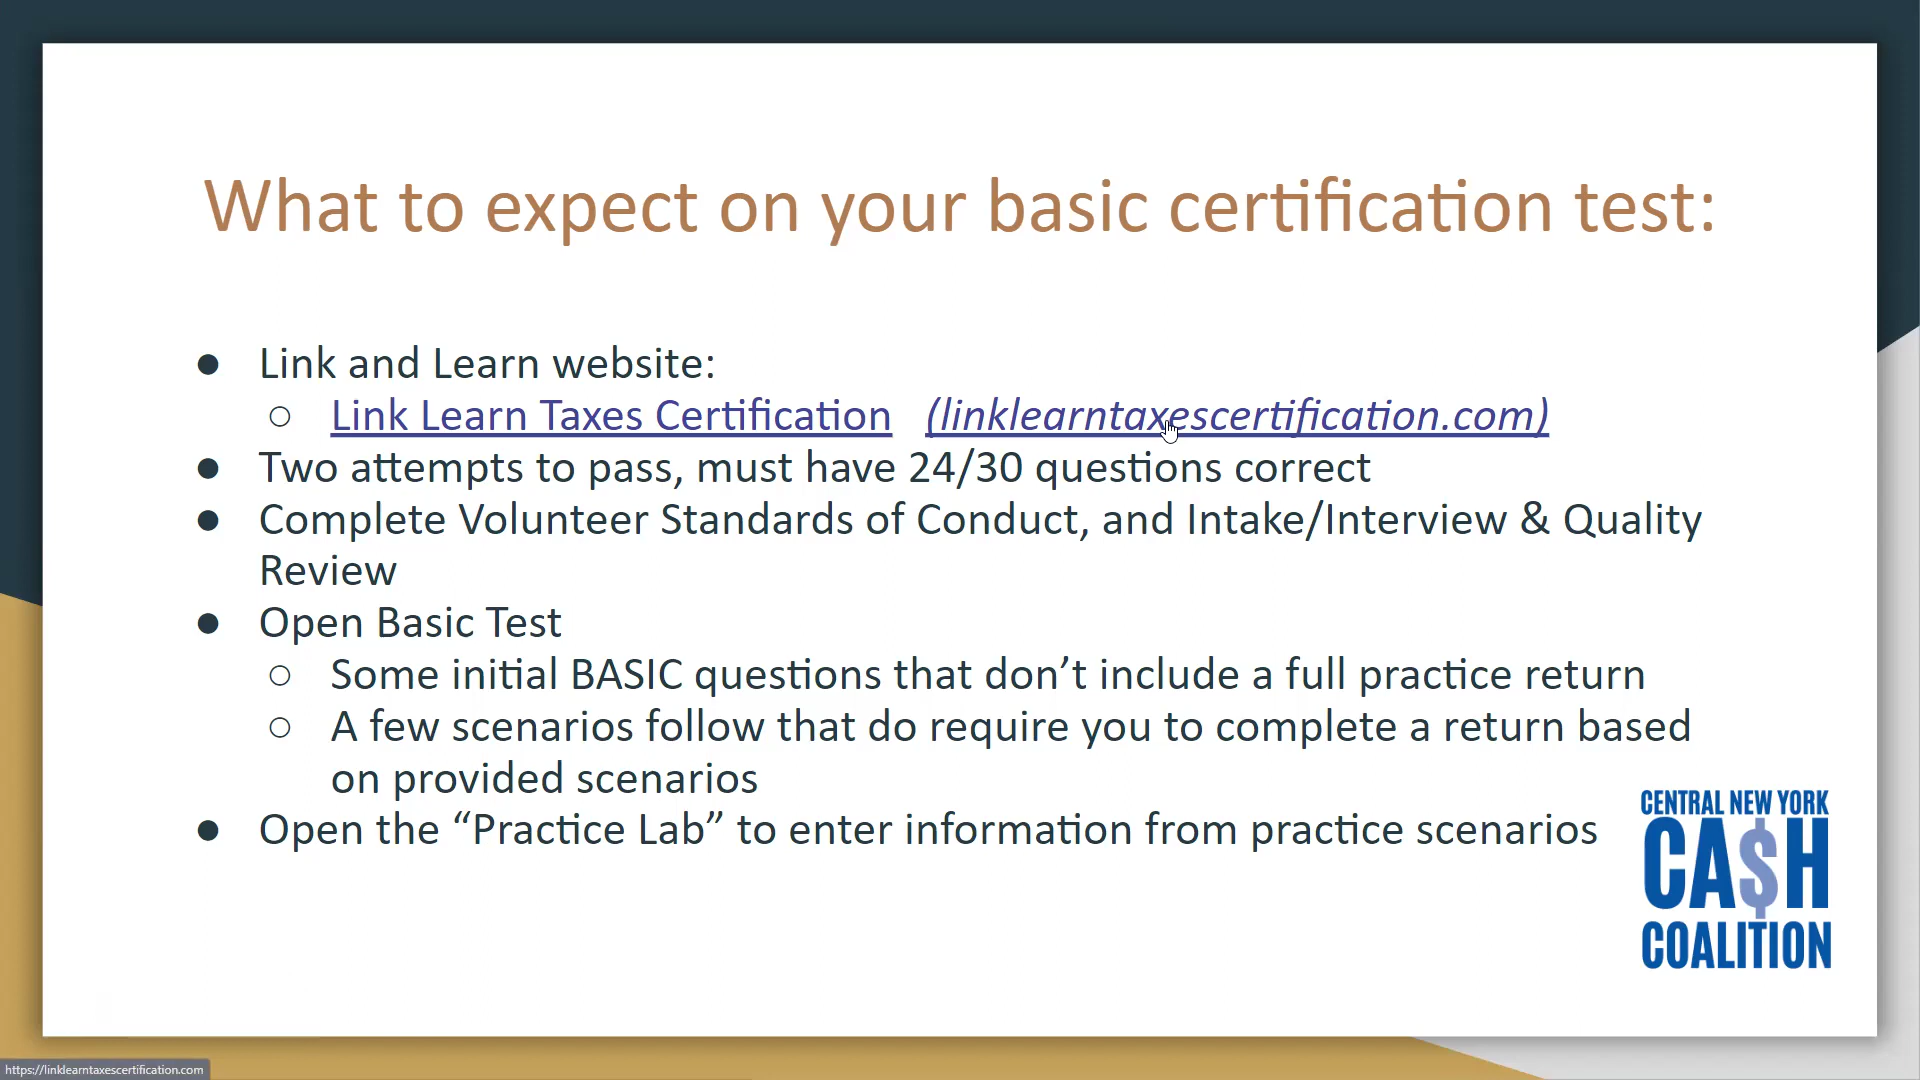 What to expect on your basic certification test:
● Link and Learn website:
○ Link Learn Taxes Certification (linklearntaxescertification.com)
● Two attempts to pass, must have 24/30 questions correct
● Complete Volunteer Standards of Conduct, and Intake/Interview & Quality
Review
● Open Basic Test
○ Some initial BASIC questions that don’t include a full practice return
○ A few scenarios follow that do require you to complete a return based
on provided scenarios
● Open the “Practice Lab” to enter information from practice scenarios
CENTRAL NEW YORK
CA$H
COALITION
https://linklearntaxescertification.com